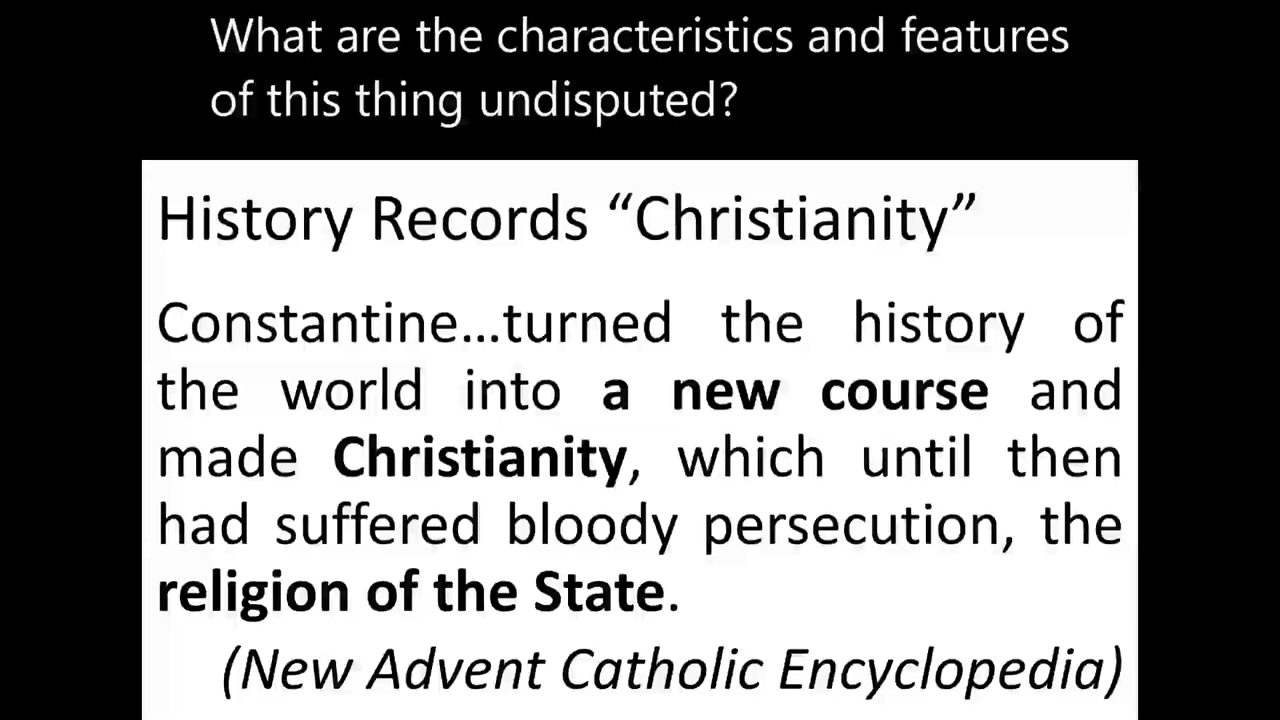 What are the characteristics and features
of this thing undisputed?
History Records “Christianity”
Constantine...turned the history of
the world into a new course and
made Christianity, which until then
had suffered bloody persecution, the
religion of the State.
(New Advent Catholic Encyclopedia)